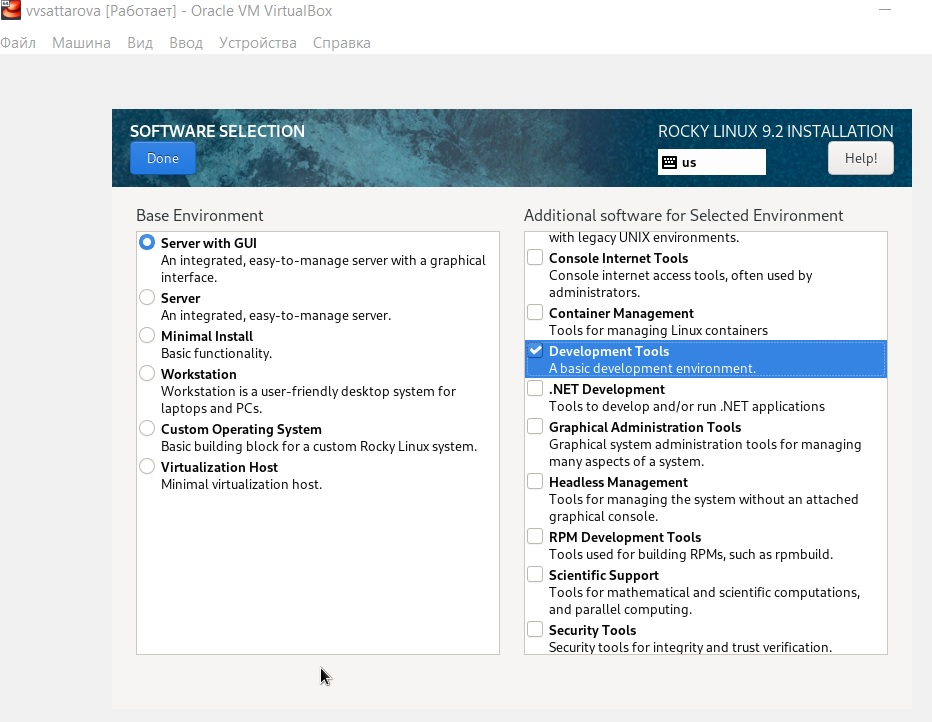 vvsattarova [Работает] - Oracle VM VirtualBox
Файл Машина Вид Ввод Устройства Справка
SOFTWARE SELECTION
Done
ROCKY LINUX 9.2 INSTALLATION
us
Help!
Base Environment
Server with GUI
An integrated, easy-to-manage server with a graphical
interface.
Server
An integrated, easy-to-manage server.
Minimal Install
Basic functionality.
Workstation
Workstation is a user-friendly desktop system for
laptops and PCs.
Custom Operating System
Basic building block for a custom Rocky Linux system.
Virtualization Host
Minimal virtualization host.
Additional software for Selected Environment
with legacy UNIX environments.
Console Internet Tools
Console internet access tools, often used by
administrators.
Container Management
Tools for managing Linux containers
Development Tools
A basic development environment.
.NET Development
Tools to develop and/or run .NET applications
Graphical Administration Tools
Graphical system administration tools for managing
many aspects of a system.
Headless Management
Tools for managing the system without an attached
graphical console.
RPM Development Tools
Tools used for building RPMs, such as rpmbuild.
Scientific Support
Tools for mathematical and scientific computations,
and parallel computing.
Security Tools
Security tools for integrity and trust verification.